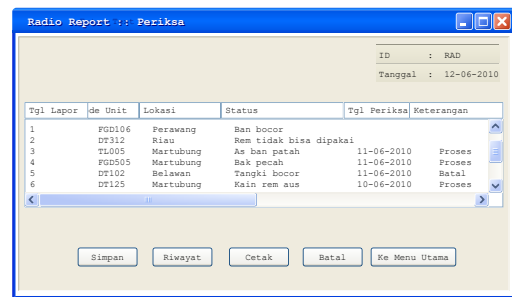 Radio Report :: Periksa
ID : RAD
Tanggal : 12-06-2010
Tgl Lapor de Unit Lokasi Status Tgl Periksa Keterangan
1 FGD106 Perawang Ban bocor
2 DT312 Riau Rem tidak bisa dipakai
3 TL005 Martubung As ban patah 11-06-2010 Proses
4 FGD505 Martubung Bak pecah 11-06-2010 Proses
5 DT102 Belawan Tangki bocor 11-06-2010 Batal
6 DT125 Martubung Kain rem aus 10-06-2010 Proses
Simpan Riwayat Cetak Batal Ke Menu Utama